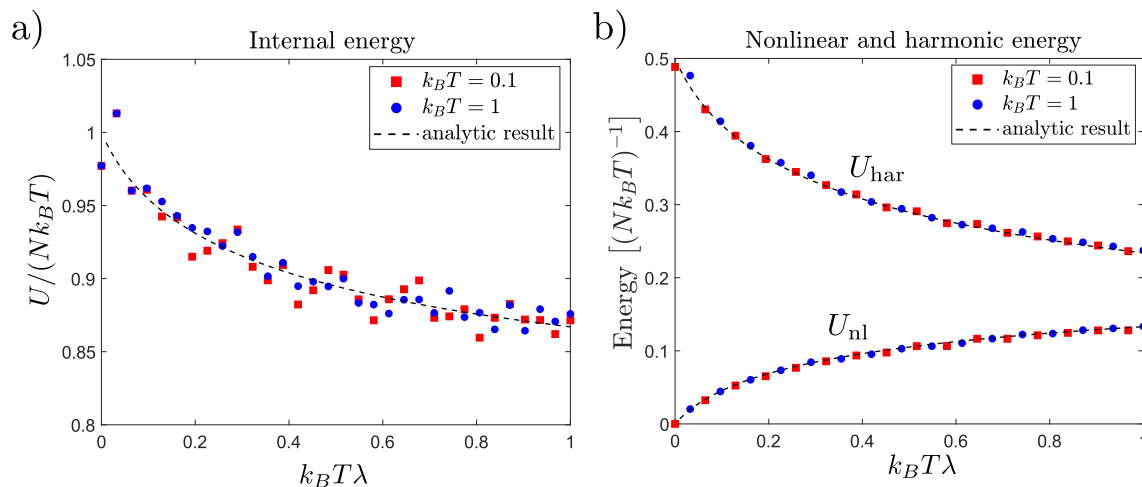 a)
Internal energy
U/(Nk_BT)
1.05
1
0.95
0.9
0.85
0.8
0
0.2
0.4
0.6
0.8
1
k_BTλ
k_BT = 0.1
k_BT = 1
analytic result
b)
Nonlinear and harmonic energy
Energy [(Nk_BT)^{-1}]
0.5
0.4
0.3
0.2
0.1
0
0
0.2
0.4
0.6
0.8
1
k_BTλ
k_BT = 0.1
k_BT = 1
analytic result
U_har
U_nl